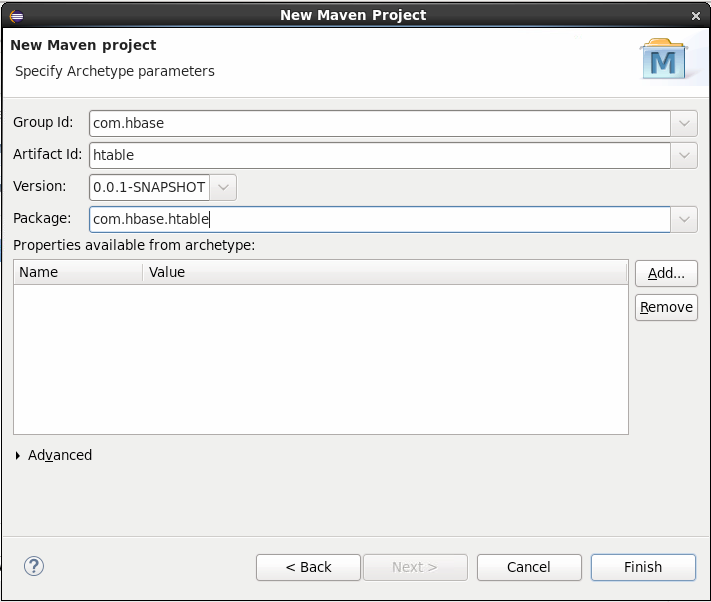 New Maven Project
New Maven project
Specify Archetype parameters
M
Group Id: com.hbase
Artifact Id: htable
Version: 0.0.1-SNAPSHOT
Package: com.hbase.htable
Properties available from archetype:
Name Value
Add...
Remove
Advanced
? < Back Next > Cancel Finish